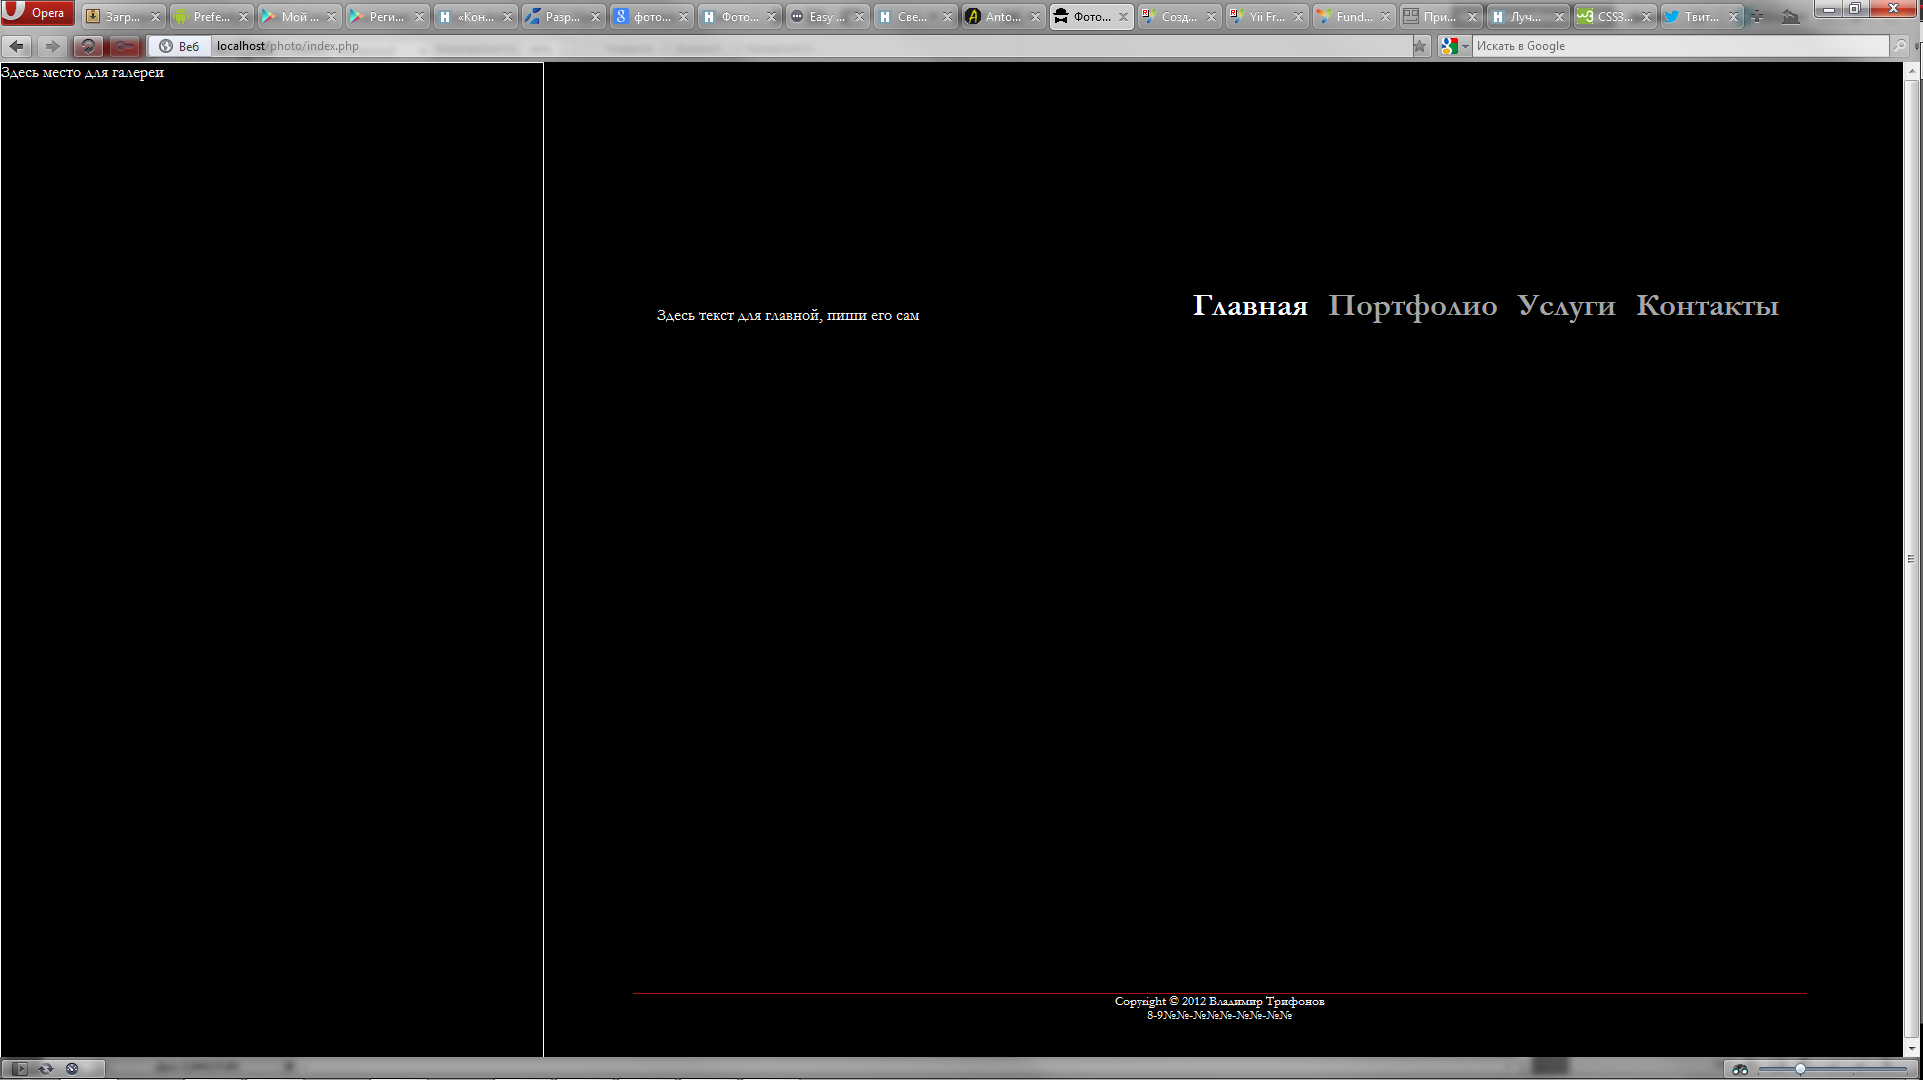 Opera
Загр...
Prefe...
Мой ...
Реги...
«Кон...
Разр...
фото...
Фото...
Easy ...
Све...
Anto...
Фото...
Созд...
Yii Fr...
Fund...
При...
Луч...
CSS3...
Твит...
Веб
localhost/photo/index.php
Искать в Google
Здесь место для галереи
Главная Портфолио Услуги Контакты
Здесь текст для главной, пиши его сам
Copyright © 2012 Владимир Трифонов
8-9№№-№№№-№№-№№